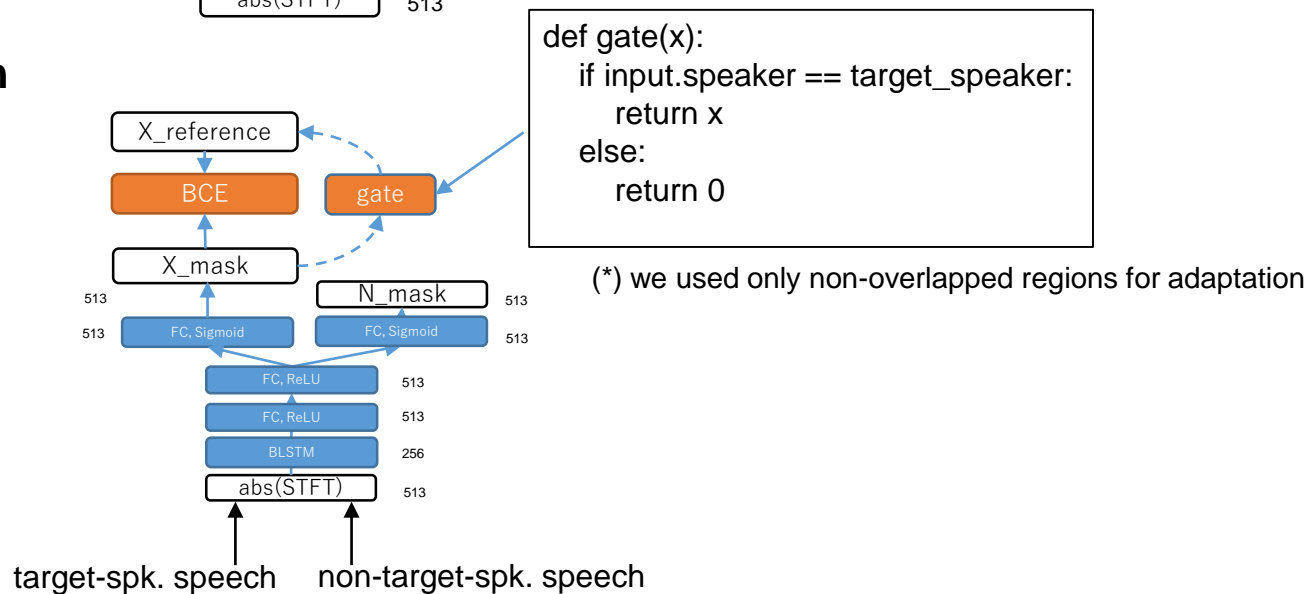 abs(STFT) 513
n
def gate(x):
if input.speaker == target_speaker:
return x
else:
return 0
X_reference
BCE
gate
X_mask
(*) we used only non-overlapped regions for adaptation
513
N_mask
513
513
FC, Sigmoid
FC, Sigmoid
513
FC, ReLU
513
FC, ReLU
513
BLSTM
256
abs(STFT)
513
target-spk. speech
non-target-spk. speech